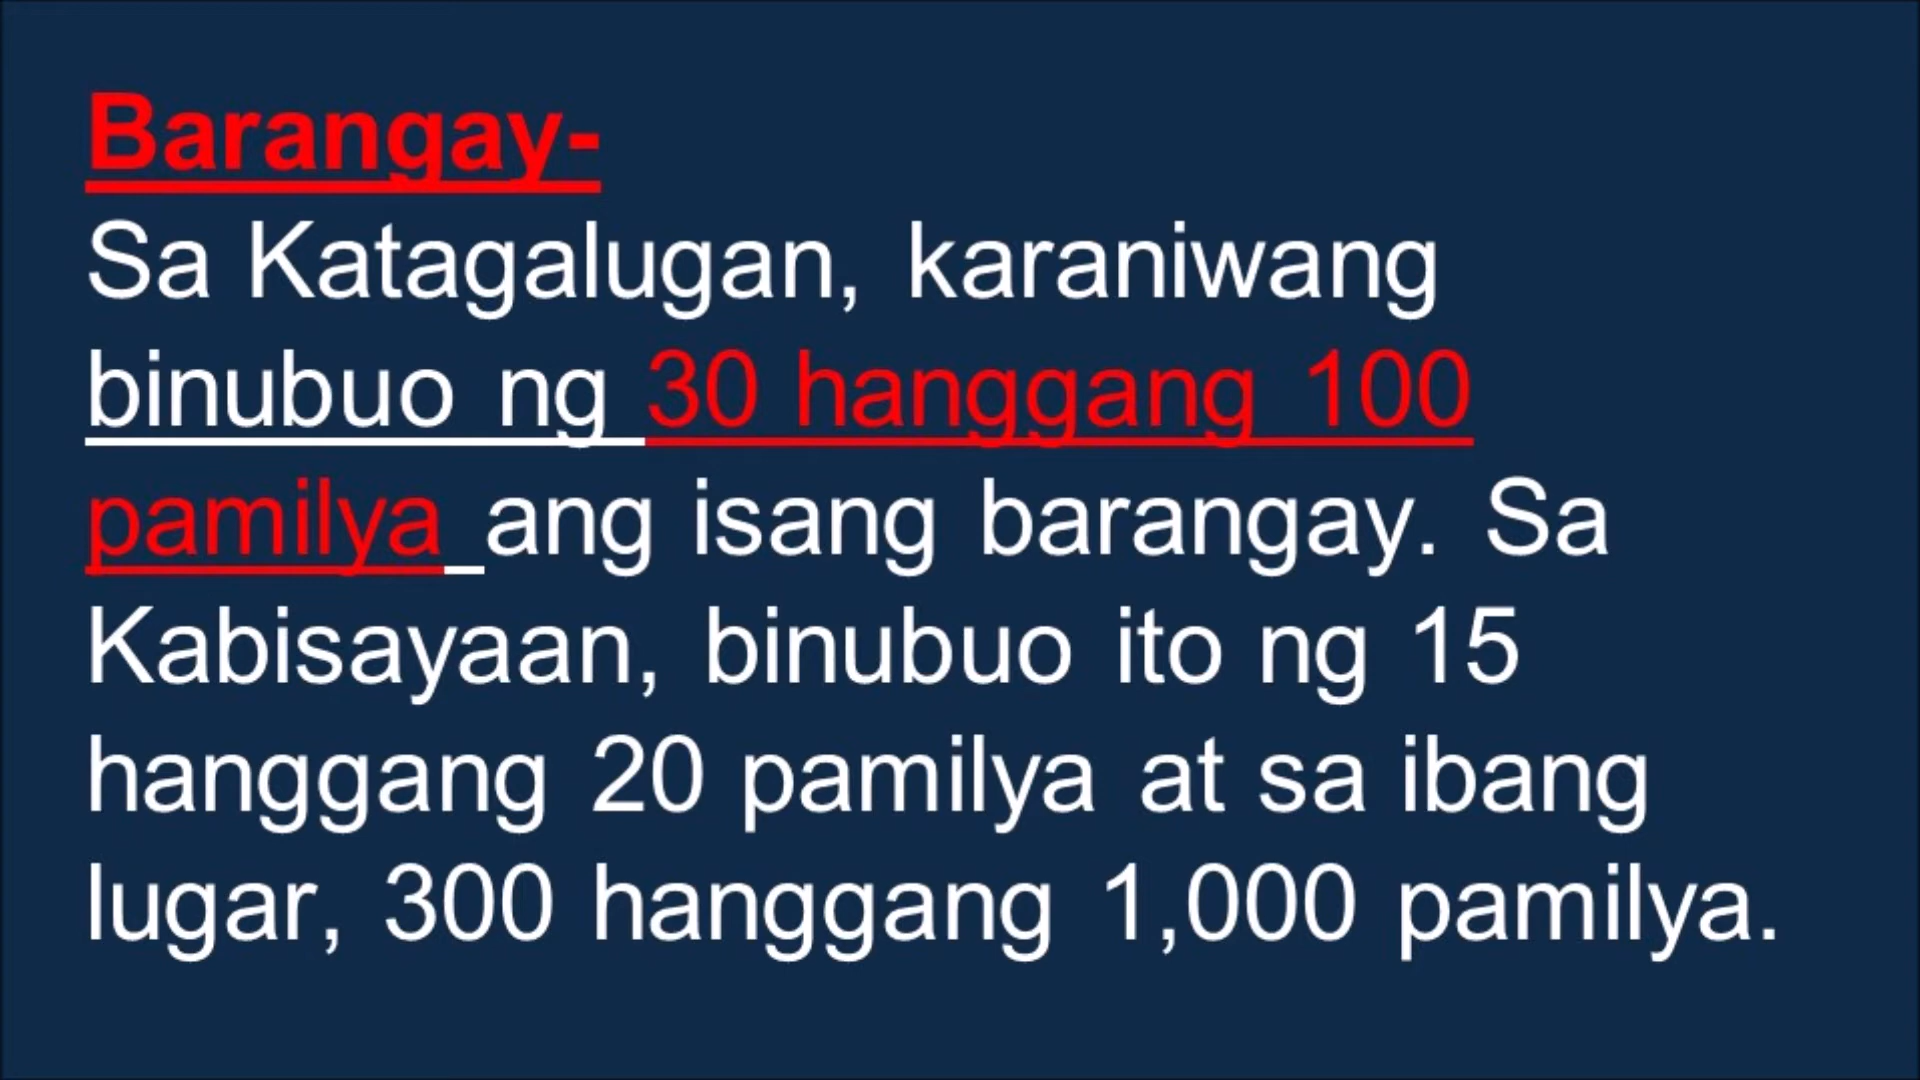 Barangay-
Sa Katagalugan, karaniwang
binubuo ng 30 hanggang 100
pamilya ang isang barangay. Sa
Kabisayaan, binubuo ito ng 15
hanggang 20 pamilya at sa ibang
lugar, 300 hanggang 1,000 pamilya.